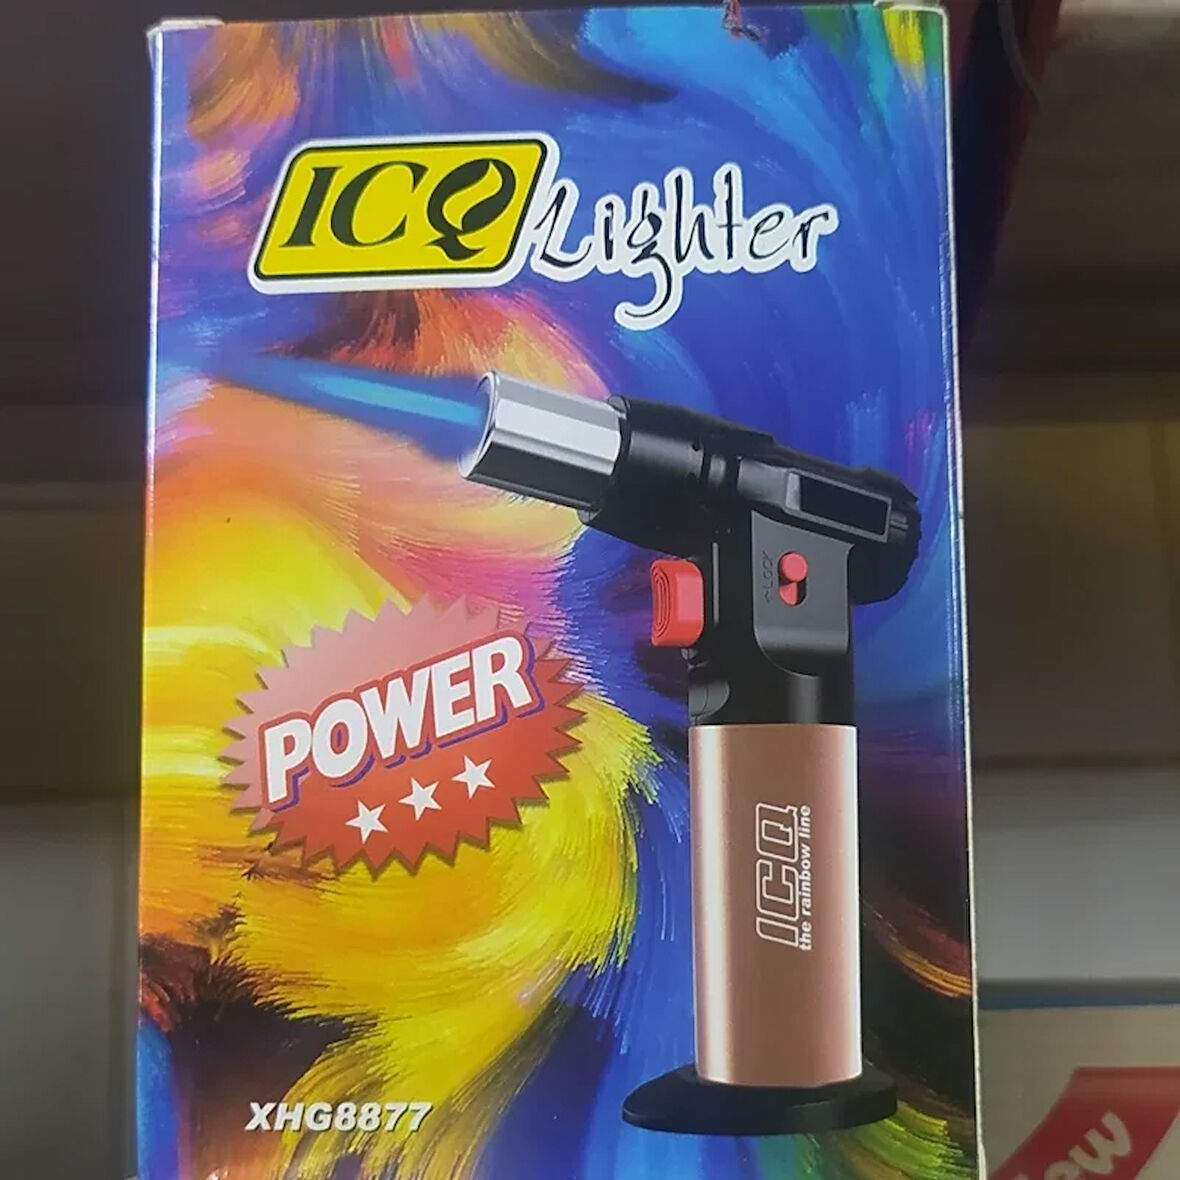 ICQ Lighter
LOCK
POWER
ICQ
the rainbow line
XHG8877